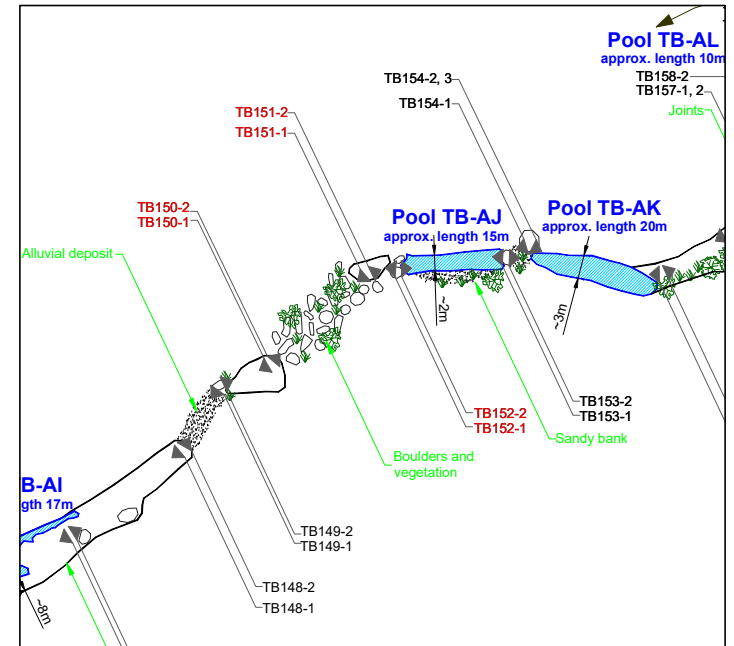 Pool TB-AL
approx. length 10m
TB154-2, 3
TB154-1
TB158-2
TB157-1, 2
Joints
TB151-2
TB151-1
TB150-2
TB150-1
Pool TB-AJ
approx. length 15m
Pool TB-AK
approx. length 20m
Alluvial deposit
~2m
~3m
TB153-2
TB153-1
TB152-2
TB152-1
Sandy bank
Boulders and
vegetation
B-AI
gth 17m
TB149-2
TB149-1
TB148-2
TB148-1
~8m